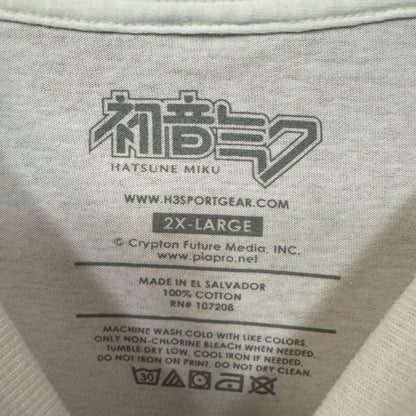 初音ミク
HATSUNE MIKU
WWW.H3SPORTGEAR.COM
2X-LARGE
© Crypton Future Media, INC.
www.piapro.net
MADE IN EL SALVADOR
100% COTTON
RN# 107208
MACHINE WASH COLD WITH LIKE COLORS.
ONLY NON-CHLORINE BLEACH WHEN NEEDED.
TUMBLE DRY LOW, COOL IRON IF NEEDED.
DO NOT IRON ON PRINT. DO NOT DRY CLEAN.
30